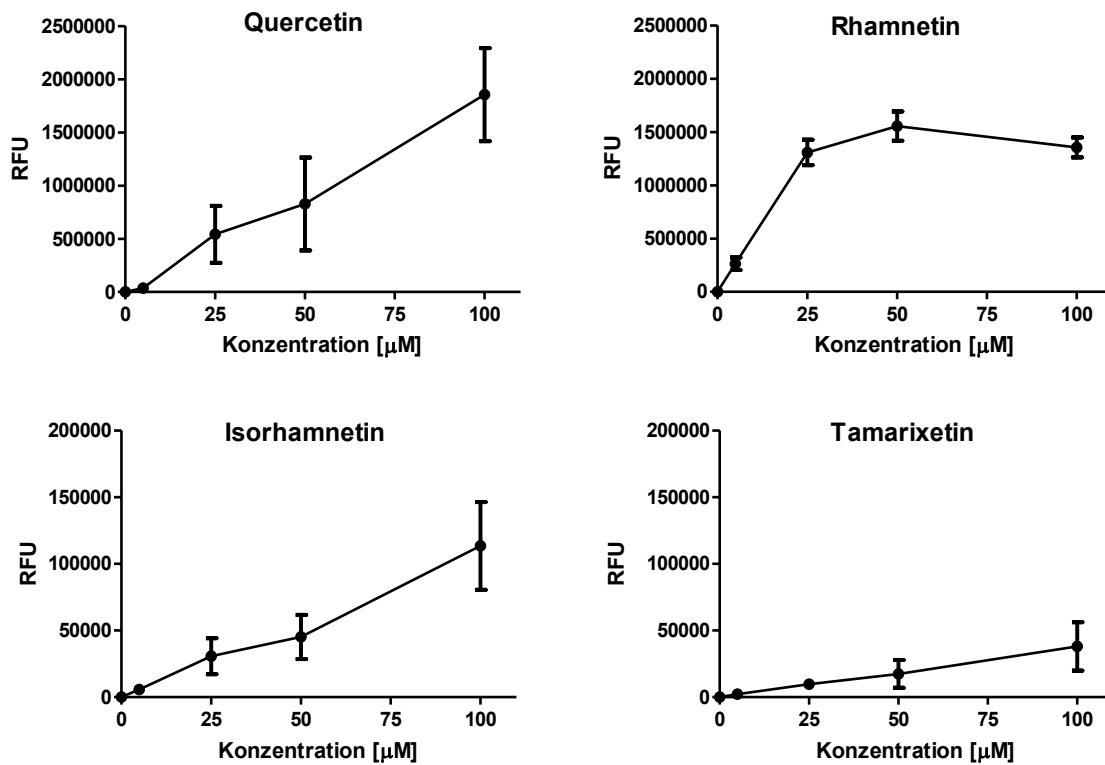 Quercetin
2500000
2000000
1500000
1000000
500000
0
RFU
0 25 50 75 100
Konzentration [μM]
Rhamnetin
2500000
2000000
1500000
1000000
500000
0
RFU
0 25 50 75 100
Konzentration [μM]
Isorhamnetin
200000
150000
100000
50000
0
RFU
0 25 50 75 100
Konzentration [μM]
Tamarixetin
200000
150000
100000
50000
0
RFU
0 25 50 75 100
Konzentration [μM]